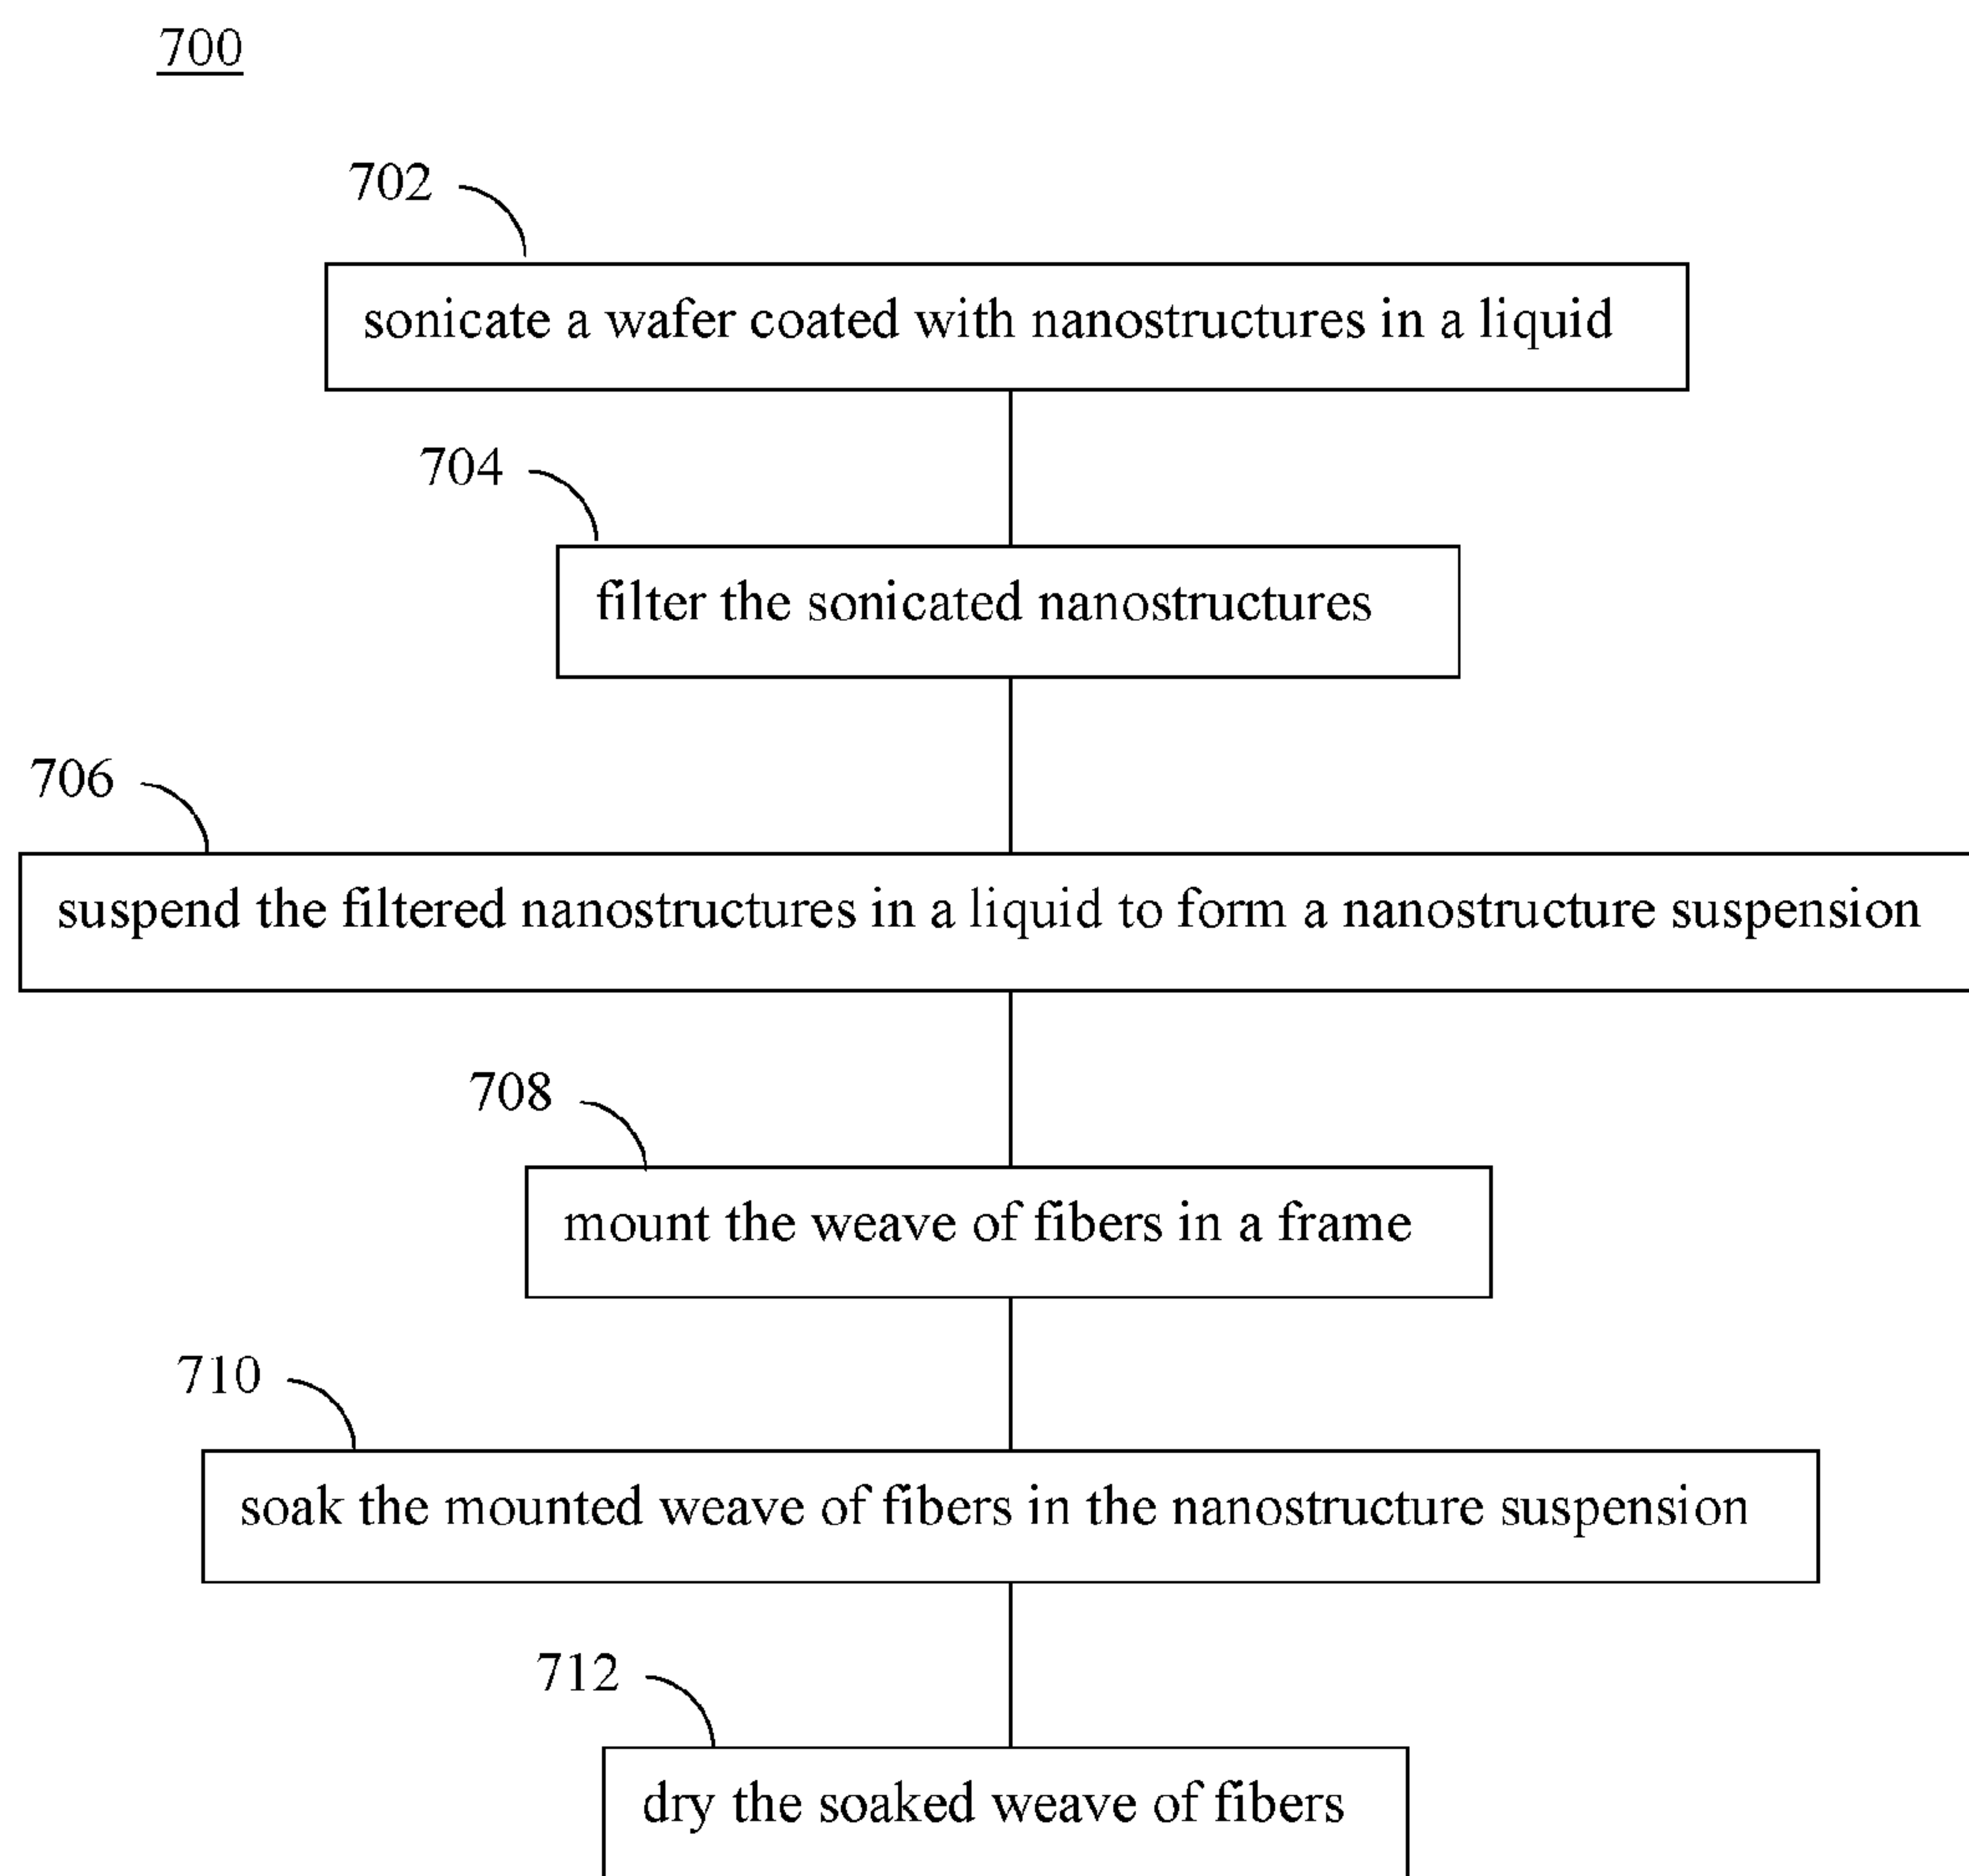 700
702
sonicate a wafer coated with nanostructures in a liquid
704
filter the sonicated nanostructures
706
suspend the filtered nanostructures in a liquid to form a nanostructure suspension
708
mount the weave of fibers in a frame
710
soak the mounted weave of fibers in the nanostructure suspension
712
dry the soaked weave of fibers